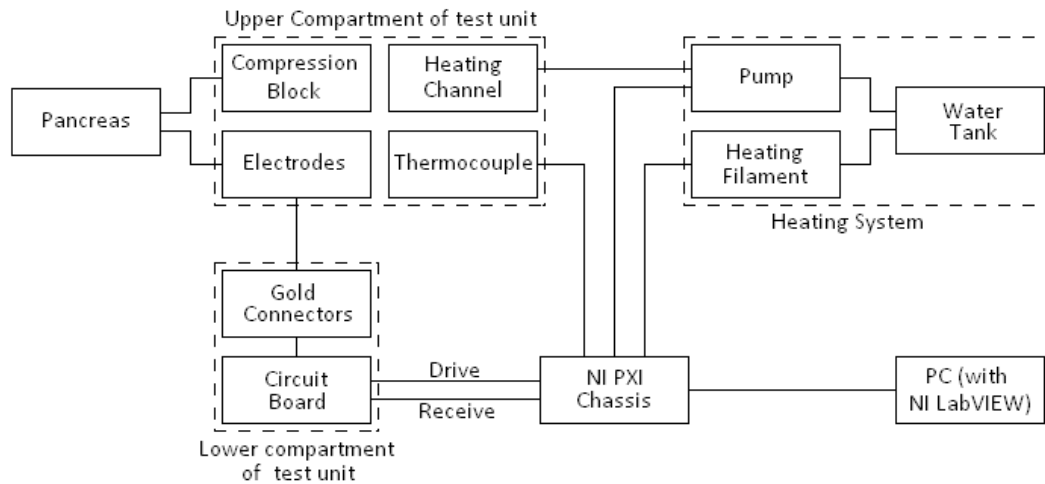 Upper Compartment of test unit
Compression
Block
Heating
Channel
Pump
Pancreas
Water
Tank
Electrodes
Thermocouple
Heating
Filament
Heating System
Gold
Connectors
Circuit
Board
Drive
Receive
NI PXI
Chassis
PC (with
NI LabVIEW)
Lower compartment
of test unit